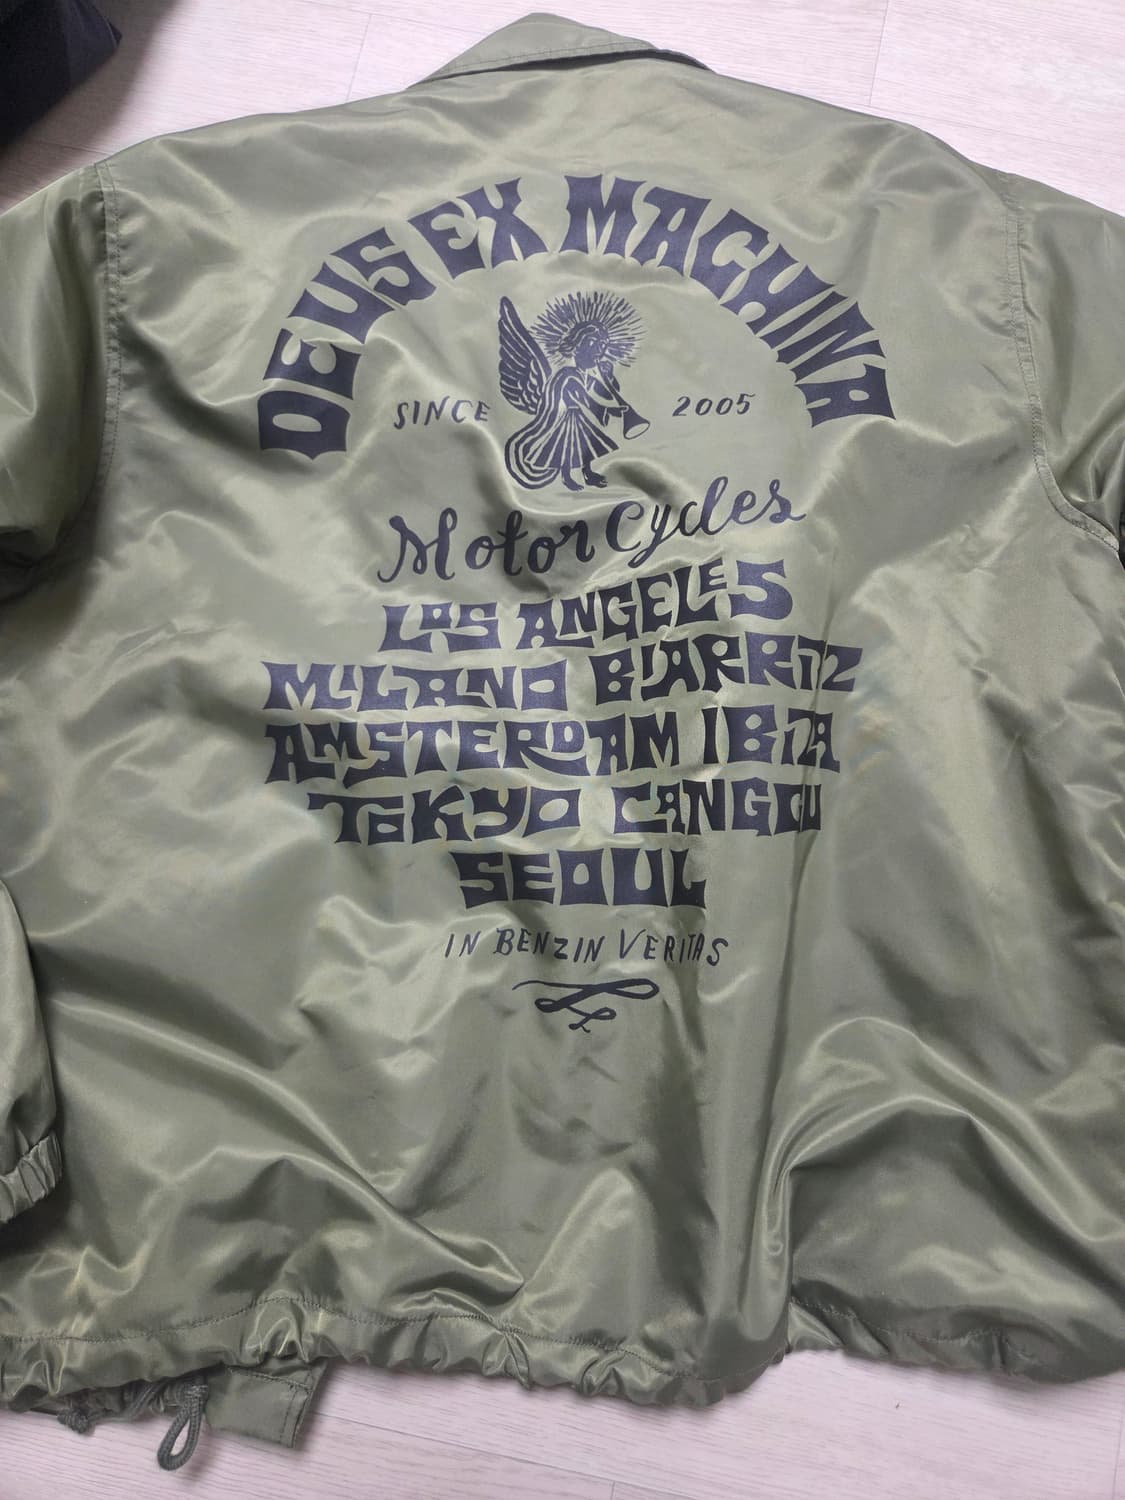 DEUS EX MACHINA
SINCE 2005
Motor Cycles
LOS ANGELES
MILANO BIARRITZ
AMSTERDAM IBIZA
TOKYO CANGGU
SEOUL
IN BENZIN VERITAS